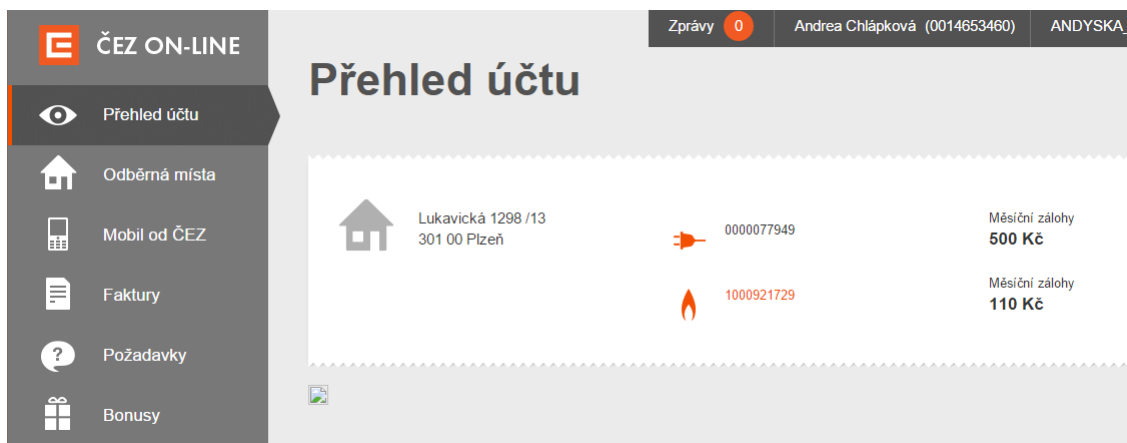 ČEZ ON-LINE
Zprávy 0 Andrea Chlápková (0014653460) ANDYSKA_
Přehled účtu
Přehled účtu
Odběrná místa
Mobil od ČEZ
Faktury
Požadavky
Bonusy
Lukavická 1298 /13
301 00 Plzeň
0000077949
Měsíční zálohy
500 Kč
1000921729
Měsíční zálohy
110 Kč